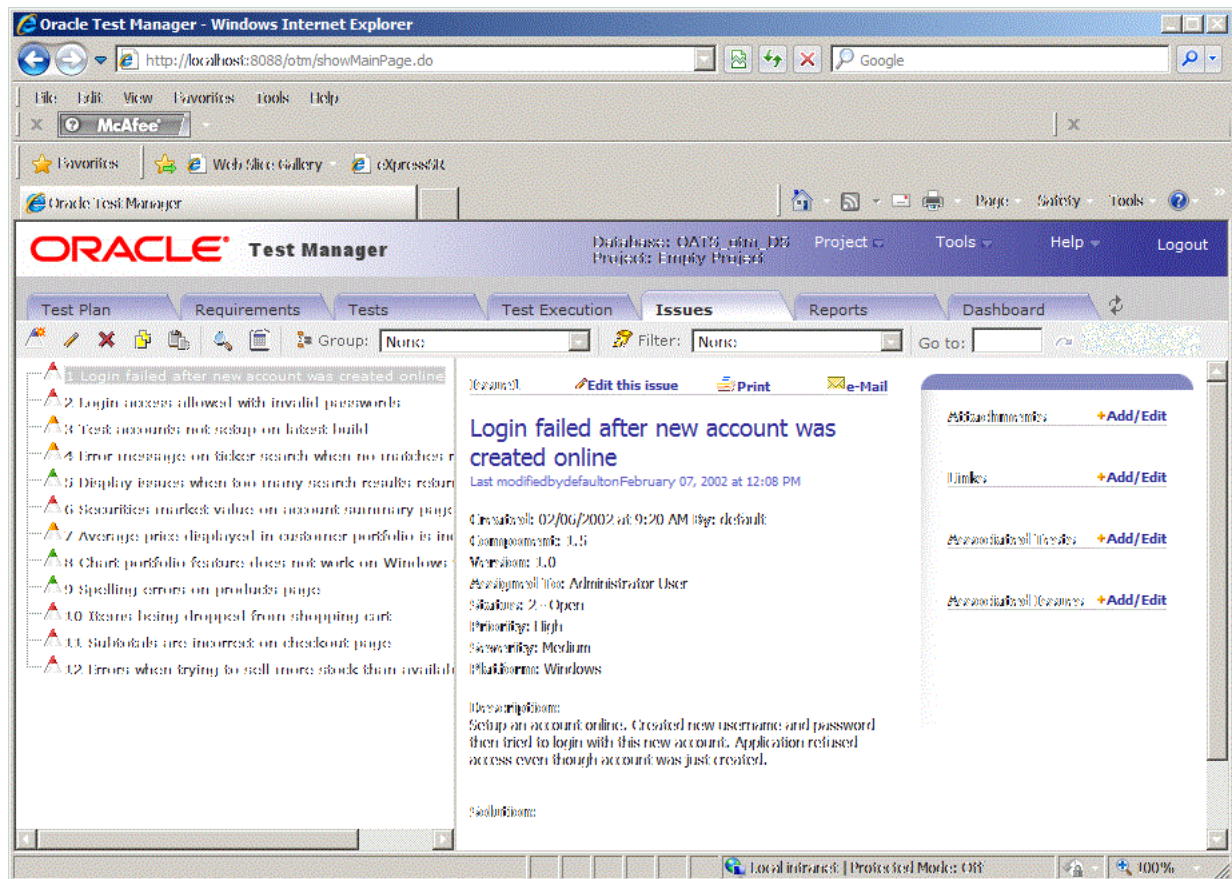 Oracle Test Manager - Windows Internet Explorer
http://localhost:8088/otm/showMainPage.do
Google
File Edit View Favorites Tools Help
McAfee
Favorites Web Slice Gallery eXpressSR
Oracle Test Manager
Page Safety Tools
ORACLE Test Manager
Database: OATS_otm_DS
Project: Empty Project
Project Tools Help Logout
Test Plan Requirements Tests Test Execution Issues Reports Dashboard
Group: None Filter: None Go to:
1 Login failed after new account was created online
2 Login access allowed with invalid passwords
3 Test accounts not setup on latest build
4 Error message on ticker search when no matches r
5 Display issues when too many search results return
6 Securities market value on account summary page
7 Average price displayed in customer portfolio is inc
8 Chart portfolio feature does not work on Windows
9 Spelling errors on products page
10 Items being dropped from shopping cart
11 Subtotals are incorrect on checkout page
12 Errors when trying to sell more stock than availab
Edit this issue Print e-Mail
Login failed after new account was
created online
Last modifiedbydefaultonFebruary 07, 2002 at 12:08 PM
Created: 02/06/2002 at 9:20 AM By: default
Component: 1.5
Version: 1.0
Assigned To: Administrator User
Status: 2 - Open
Priority: High
Severity: Medium
Platform: Windows
Description:
Setup an account online. Created new username and password
then tried to login with this new account. Application refused
access even though account was just created.
Solution:
Attachments +Add/Edit
Links +Add/Edit
Associated Tests +Add/Edit
Associated Issues +Add/Edit
Local intranet | Protected Mode: Off
100%